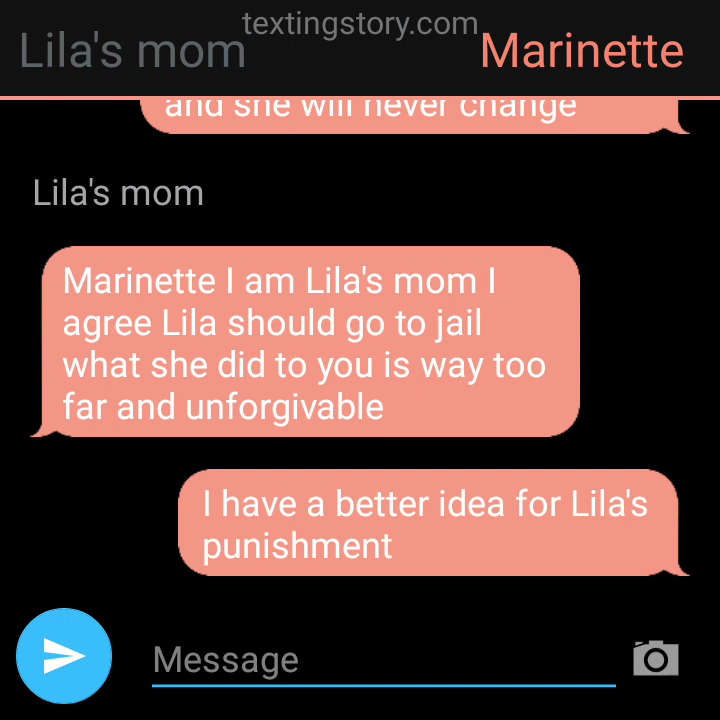 textingstory.com
Lila's mom
Marinette
and she will never change
Lila's mom
Marinette I am Lila's mom I
agree Lila should go to jail
what she did to you is way too
far and unforgivable
I have a better idea for Lila's
punishment
Message